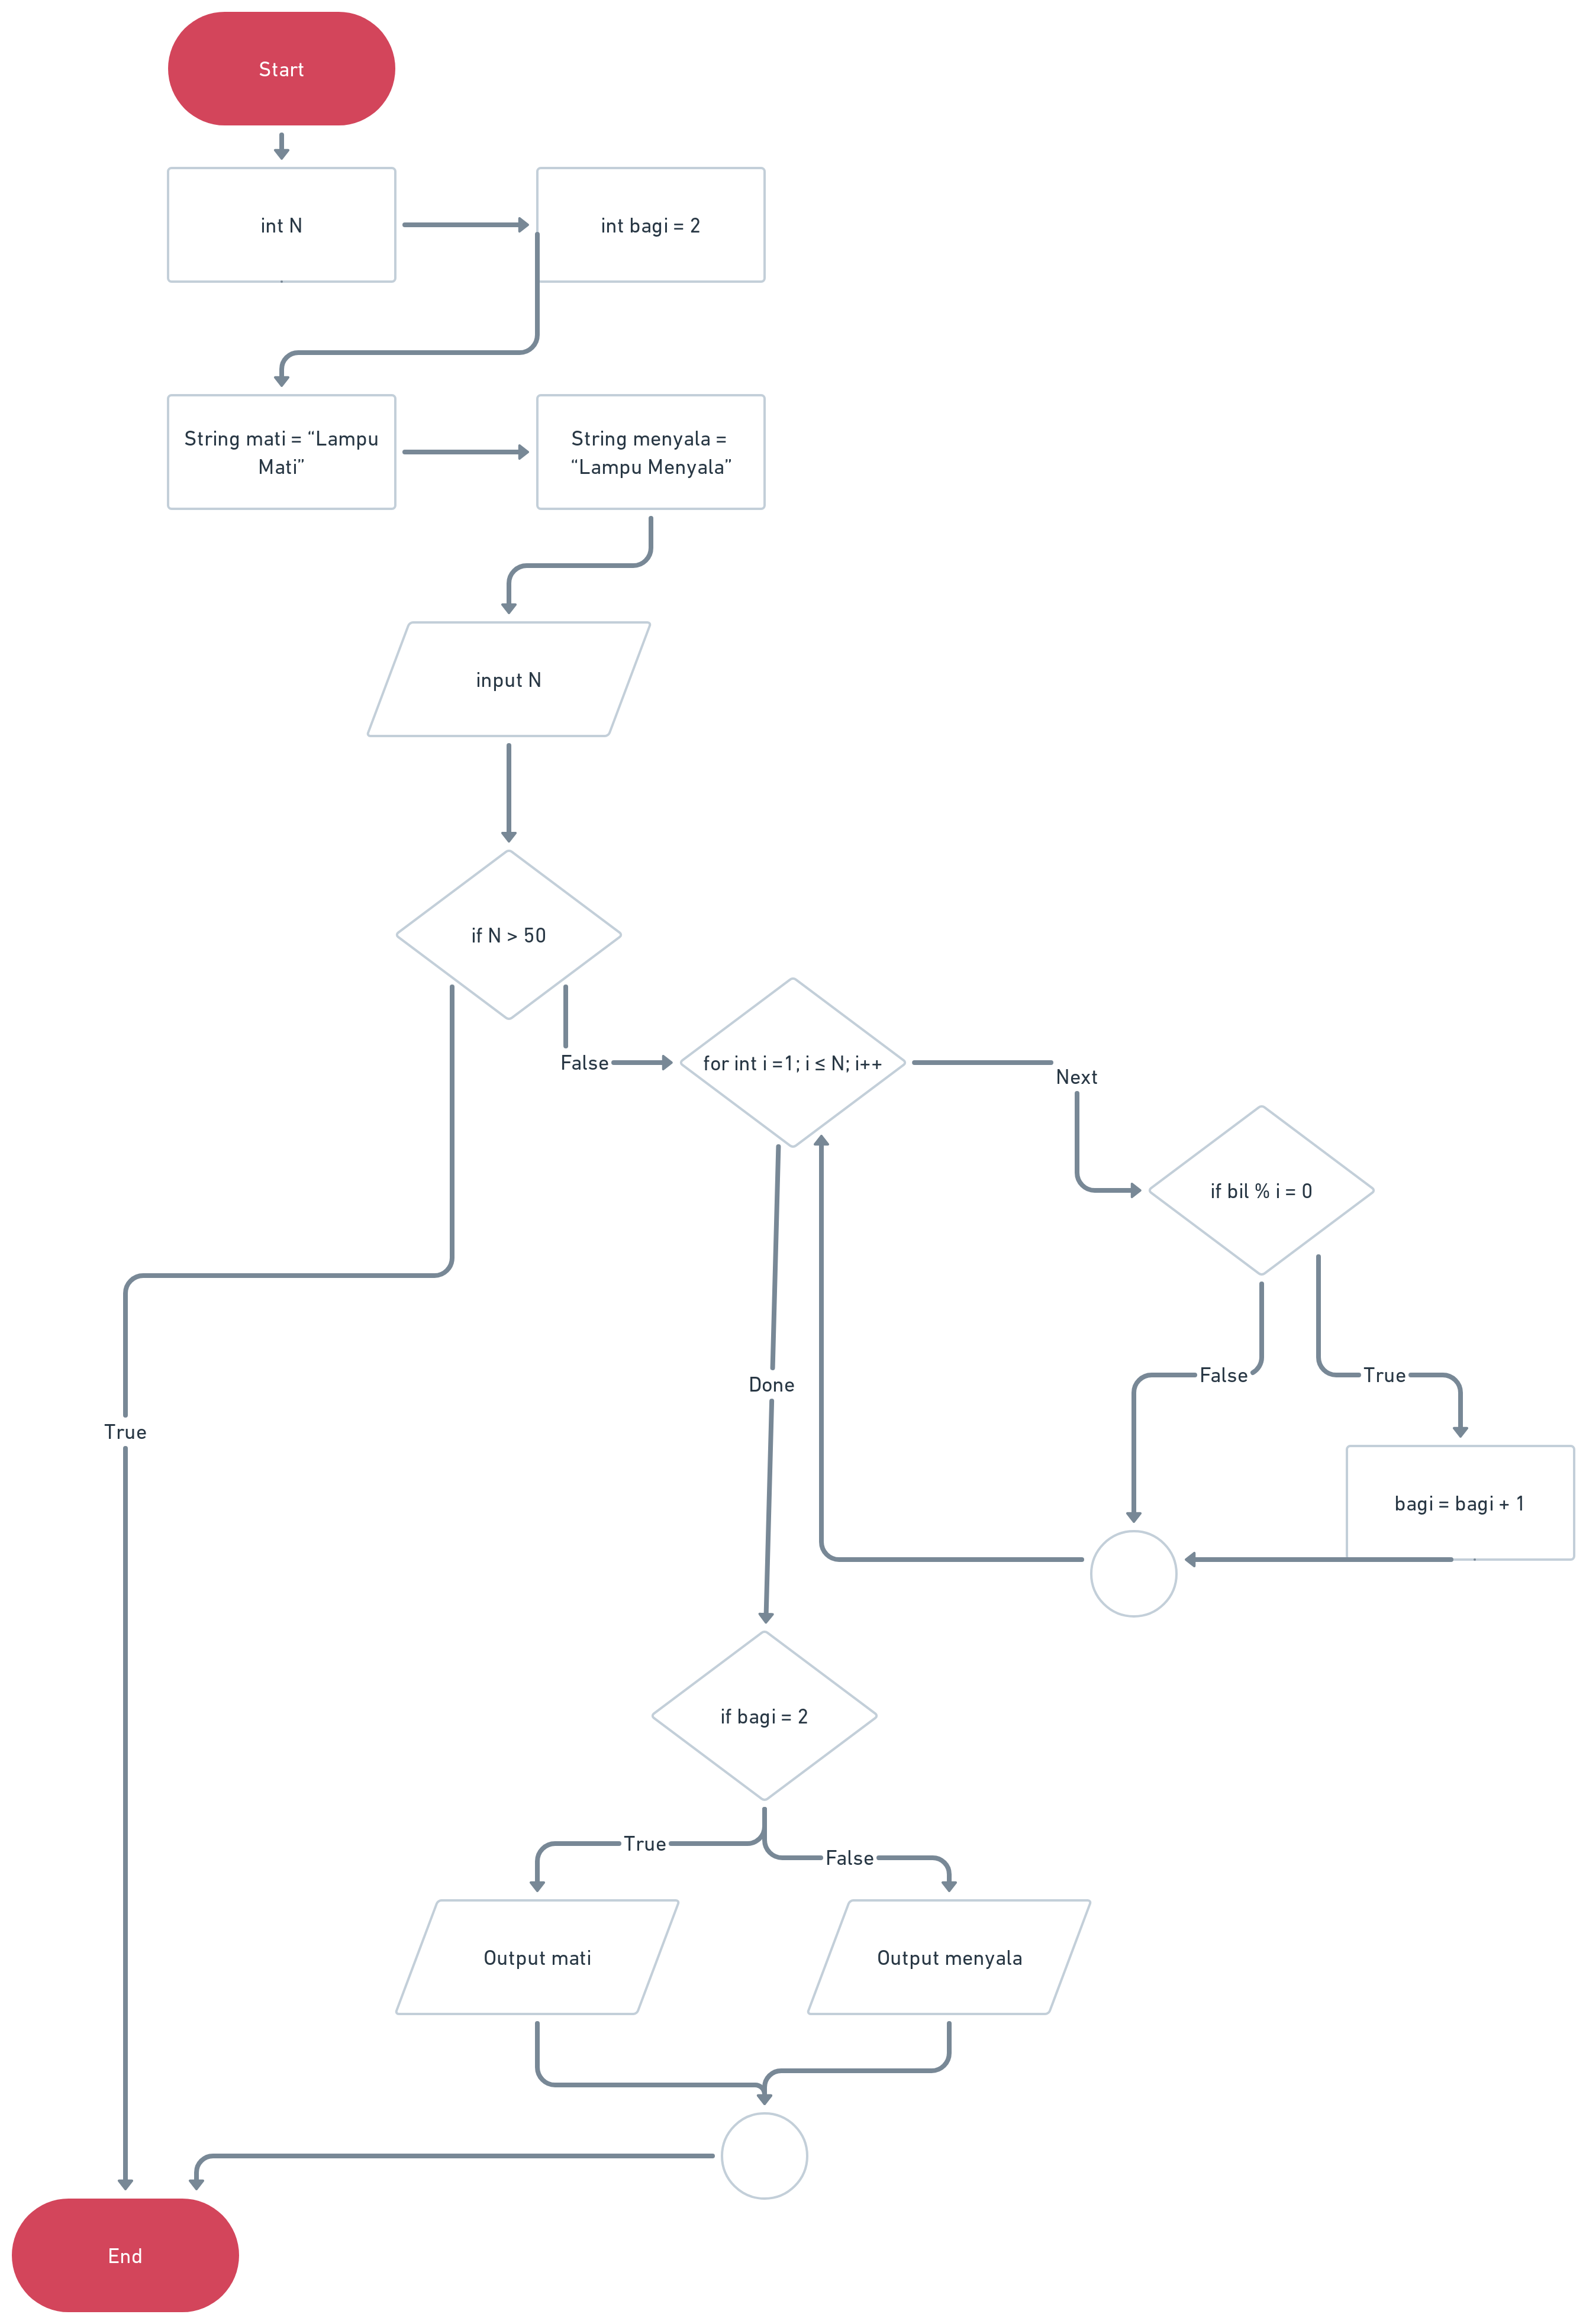 Start
int N
int bagi = 2
String mati = “Lampu
Mati”
String menyala =
“Lampu Menyala”
input N
if N > 50
False
for int i =1; i ≤ N; i++
Next
if bil % i = 0
False
True
Done
True
bagi = bagi + 1
if bagi = 2
True
False
Output mati
Output menyala
End